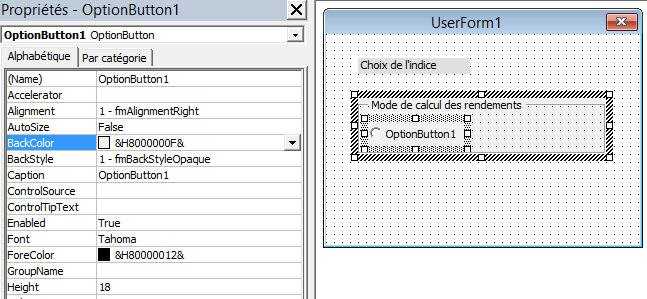 Propriétés - OptionButton1
OptionButton1 OptionButton
Alphabétique Par catégorie
(Name) OptionButton1
Accelerator
Alignment 1 - fmAlignmentRight
AutoSize False
BackColor &H8000000F&
BackStyle 1 - fmBackStyleOpaque
Caption OptionButton1
ControlSource
ControlTipText
Enabled True
Font Tahoma
ForeColor &H80000012&
GroupName
Height 18
UserForm1
Choix de l'indice
Mode de calcul des rendements
OptionButton1